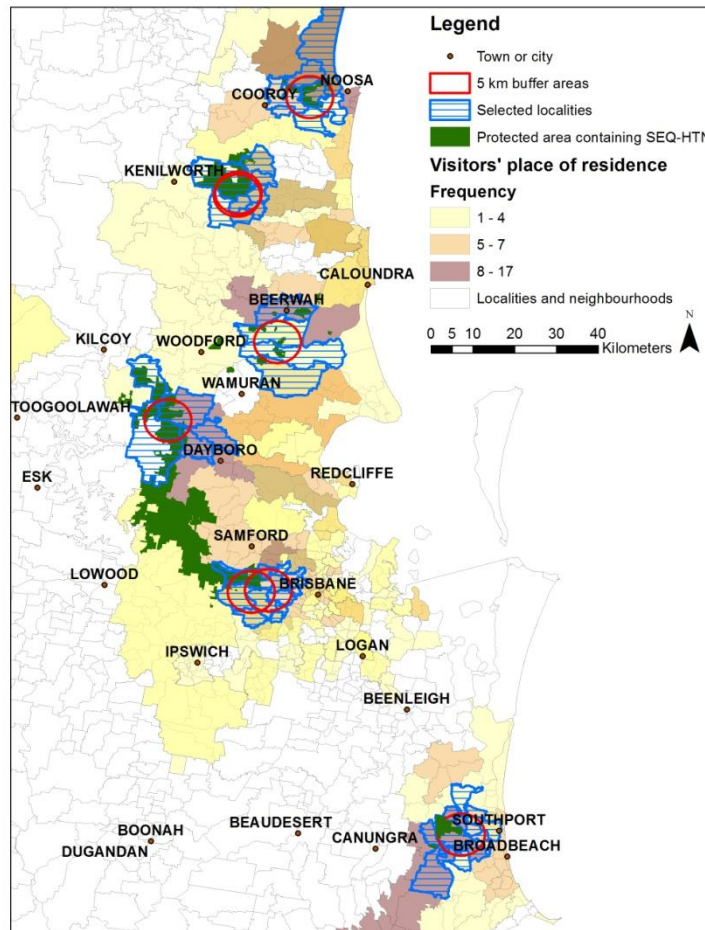 Legend
Town or city
5 km buffer areas
Selected localities
Protected area containing SEQ-HTN
Visitors' place of residence
Frequency
1 - 4
5 - 7
8 - 17
Localities and neighbourhoods
N
0 5 10 20 30 40
Kilometers
NOOSA
COOROY
KENILWORTH
CALOUNDRA
BEERWAH
KILCOY
WOODFORD
WAMURAN
TOOGOOLAWAH
DAYBORO
REDCLIFFE
ESK
SAMFORD
LOWOOD
BRISBANE
LOGAN
IPSWICH
BEENLEIGH
SOUTHPORT
BOONAH
BEAUDESERT
CANUNGRA
BROADBEACH
DUGANDAN